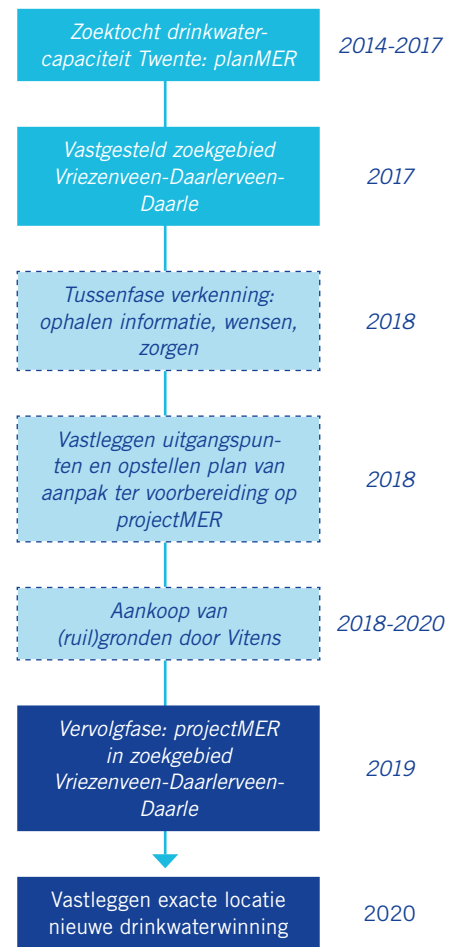 Zoektocht drinkwater-
capaciteit Twente: planMER
2014-2017
Vastgesteld zoekgebied
Vriezenveen-Daarlerveen-
Daarle
2017
Tussenfase verkenning:
ophalen informatie, wensen,
zorgen
2018
Vastleggen uitgangspun-
ten en opstellen plan van
aanpak ter voorbereiding op
projectMER
2018
Aankoop van
(ruil)gronden door Vitens
2018-2020
Vervolgfase: projectMER
in zoekgebied
Vriezenveen-Daarlerveen-
Daarle
2019
Vastleggen exacte locatie
nieuwe drinkwaterwinning
2020